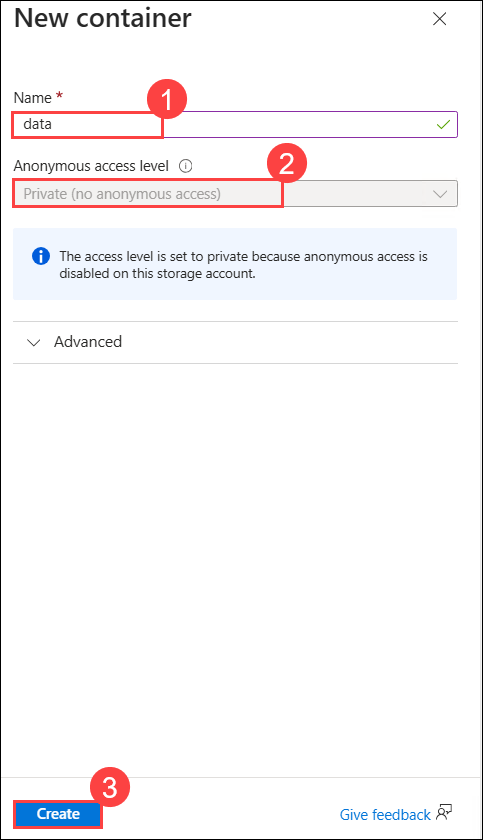 New container
Name *
1
data
Anonymous access level
2
Private (no anonymous access)
The access level is set to private because anonymous access is
disabled on this storage account.
Advanced
3
Create
Give feedback